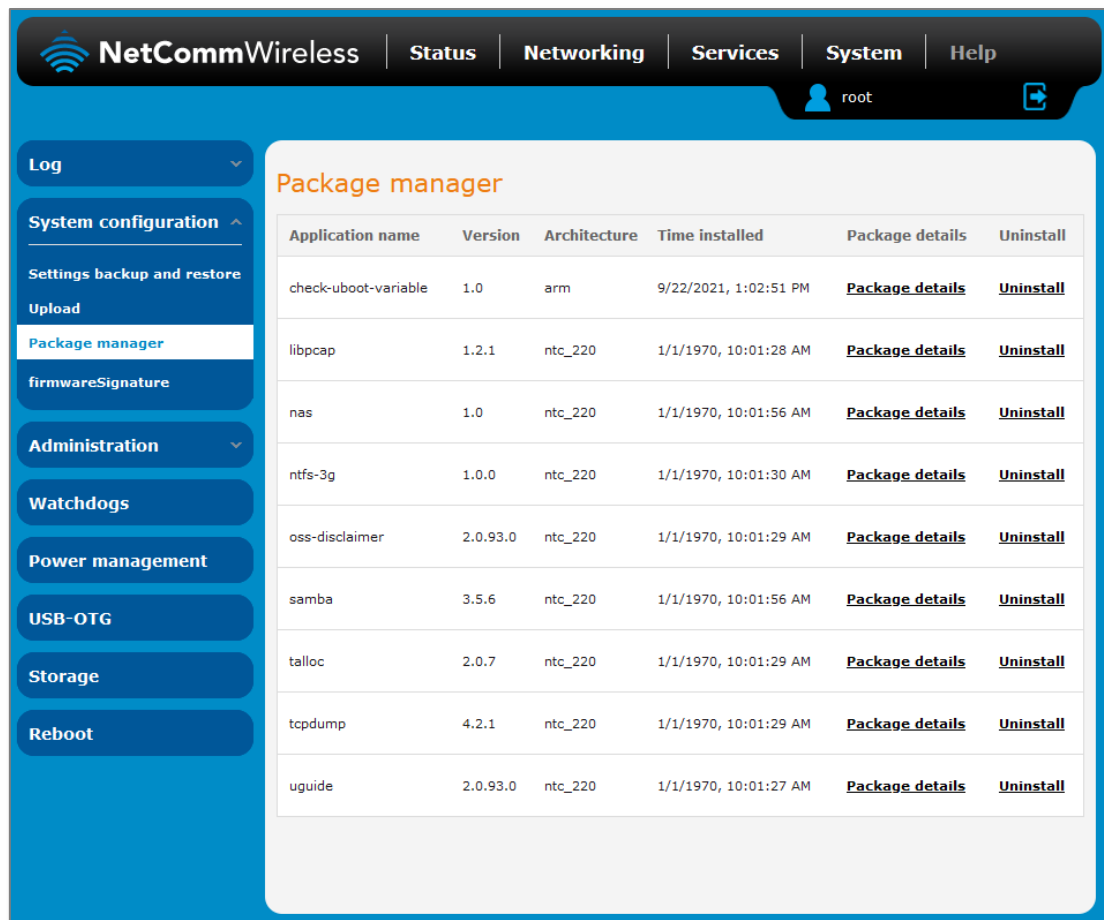 NetCommWireless Status Networking Services System Help
root
Log
System configuration
Settings backup and restore
Upload
Package manager
firmwareSignature
Administration
Watchdogs
Power management
USB-OTG
Storage
Reboot
Package manager
Application name Version Architecture Time installed Package details Uninstall
check-uboot-variable 1.0 arm 9/22/2021, 1:02:51 PM Package details Uninstall
libpcap 1.2.1 ntc_220 1/1/1970, 10:01:28 AM Package details Uninstall
nas 1.0 ntc_220 1/1/1970, 10:01:56 AM Package details Uninstall
ntfs-3g 1.0.0 ntc_220 1/1/1970, 10:01:30 AM Package details Uninstall
oss-disclaimer 2.0.93.0 ntc_220 1/1/1970, 10:01:29 AM Package details Uninstall
samba 3.5.6 ntc_220 1/1/1970, 10:01:56 AM Package details Uninstall
talloc 2.0.7 ntc_220 1/1/1970, 10:01:29 AM Package details Uninstall
tcpdump 4.2.1 ntc_220 1/1/1970, 10:01:29 AM Package details Uninstall
uguide 2.0.93.0 ntc_220 1/1/1970, 10:01:27 AM Package details Uninstall